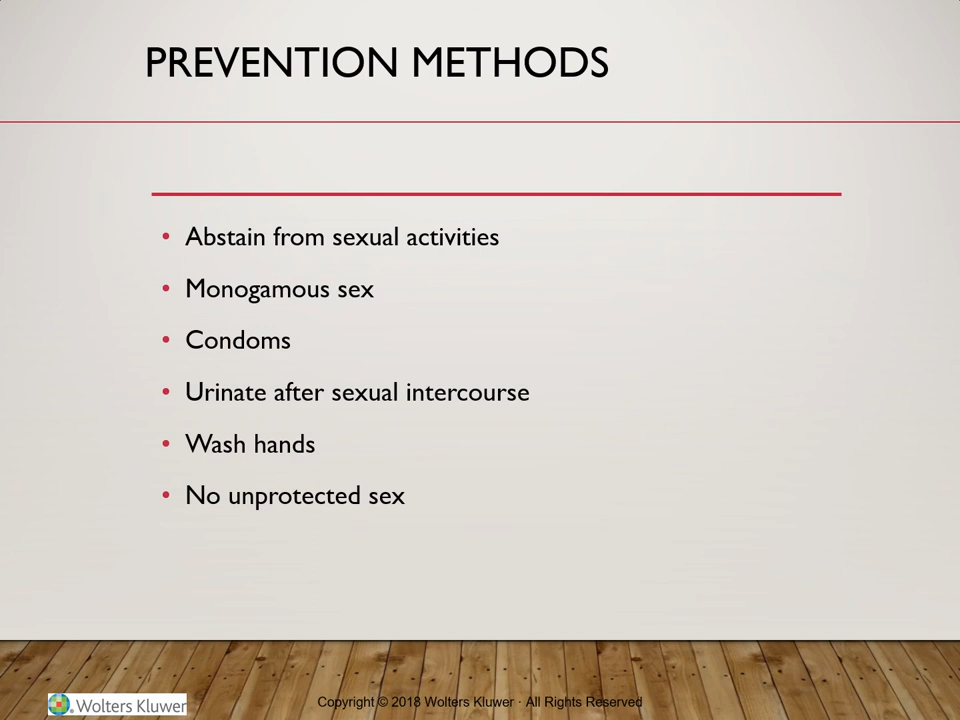 PREVENTION METHODS
• Abstain from sexual activities
• Monogamous sex
• Condoms
• Urinate after sexual intercourse
• Wash hands
• No unprotected sex
Wolters Kluwer
Copyright © 2018 Wolters Kluwer · All Rights Reserved